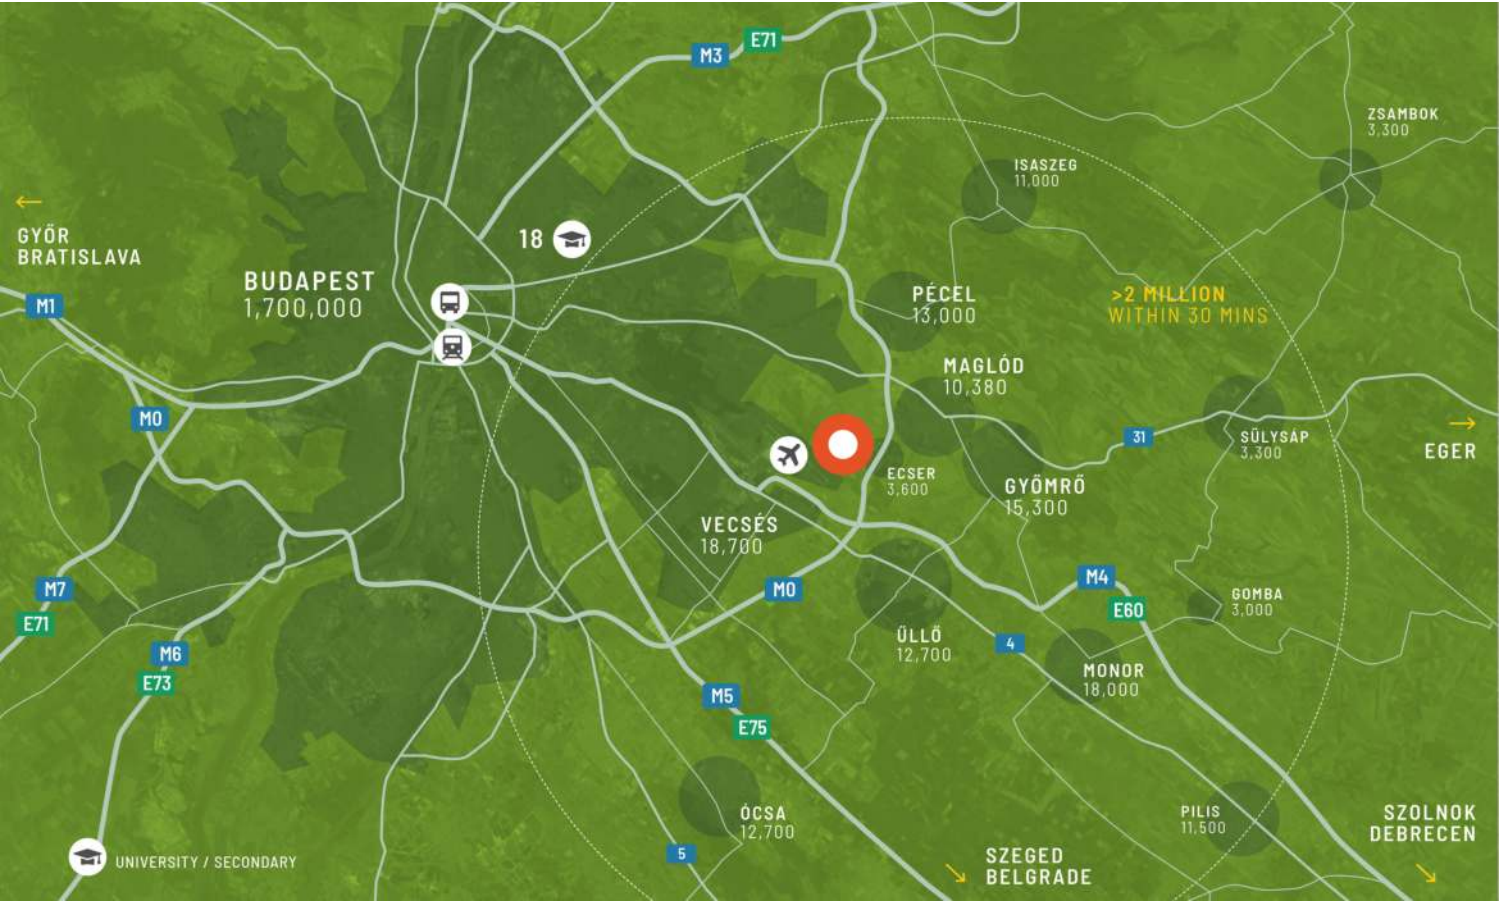 M3
E71
ZSAMBOK
3,300
ISASZEG
11,000
←
GYŐR
BRATISLAVA
18
BUDAPEST
1,700,000
M1
PÉCEL
13,000
>2 MILLION
WITHIN 30 MINS
MAGLÓD
10,380
M0
31
SŰLYSÁP
3,300
→
EGER
ECSER
3,600
GYŐMRŐ
15,300
VECSÉS
18,700
M7
E71
M0
M4
E60
GOMBA
3,000
ŰLLŐ
12,700
4
M6
E73
MONOR
18,000
M5
E75
ÓCSA
12,700
PILIS
11,500
SZOLNOK
DEBRECEN
↘
5
UNIVERSITY / SECONDARY
↘
SZEGED
BELGRADE